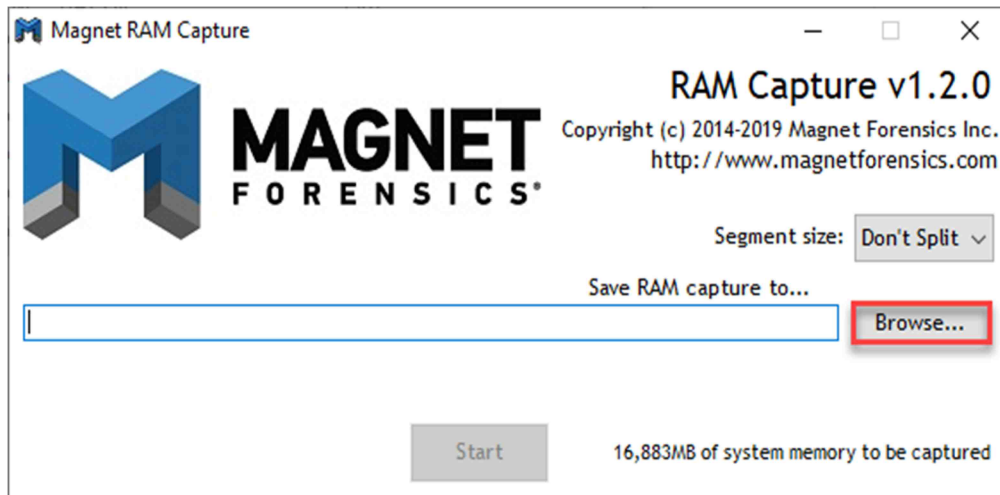 Magnet RAM Capture
RAM Capture v1.2.0
MAGNET
FORENSICS®
Copyright (c) 2014-2019 Magnet Forensics Inc.
http://www.magnetforensics.com
Segment size: Don't Split
Save RAM capture to...
Browse...
Start
16,883MB of system memory to be captured